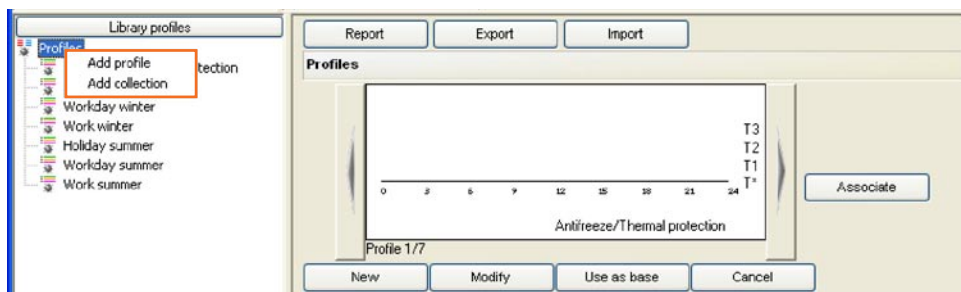 Library profiles
Profiles
Add profile
tection
Add collection
Workday winter
Work winter
Holiday summer
Workday summer
Work summer
Report Export Import
Profiles
T3
T2
T1
T*
0 3 6 9 12 15 18 21 24
Antifreeze/Thermal protection
Profile 1/7
Associate
New Modify Use as base Cancel